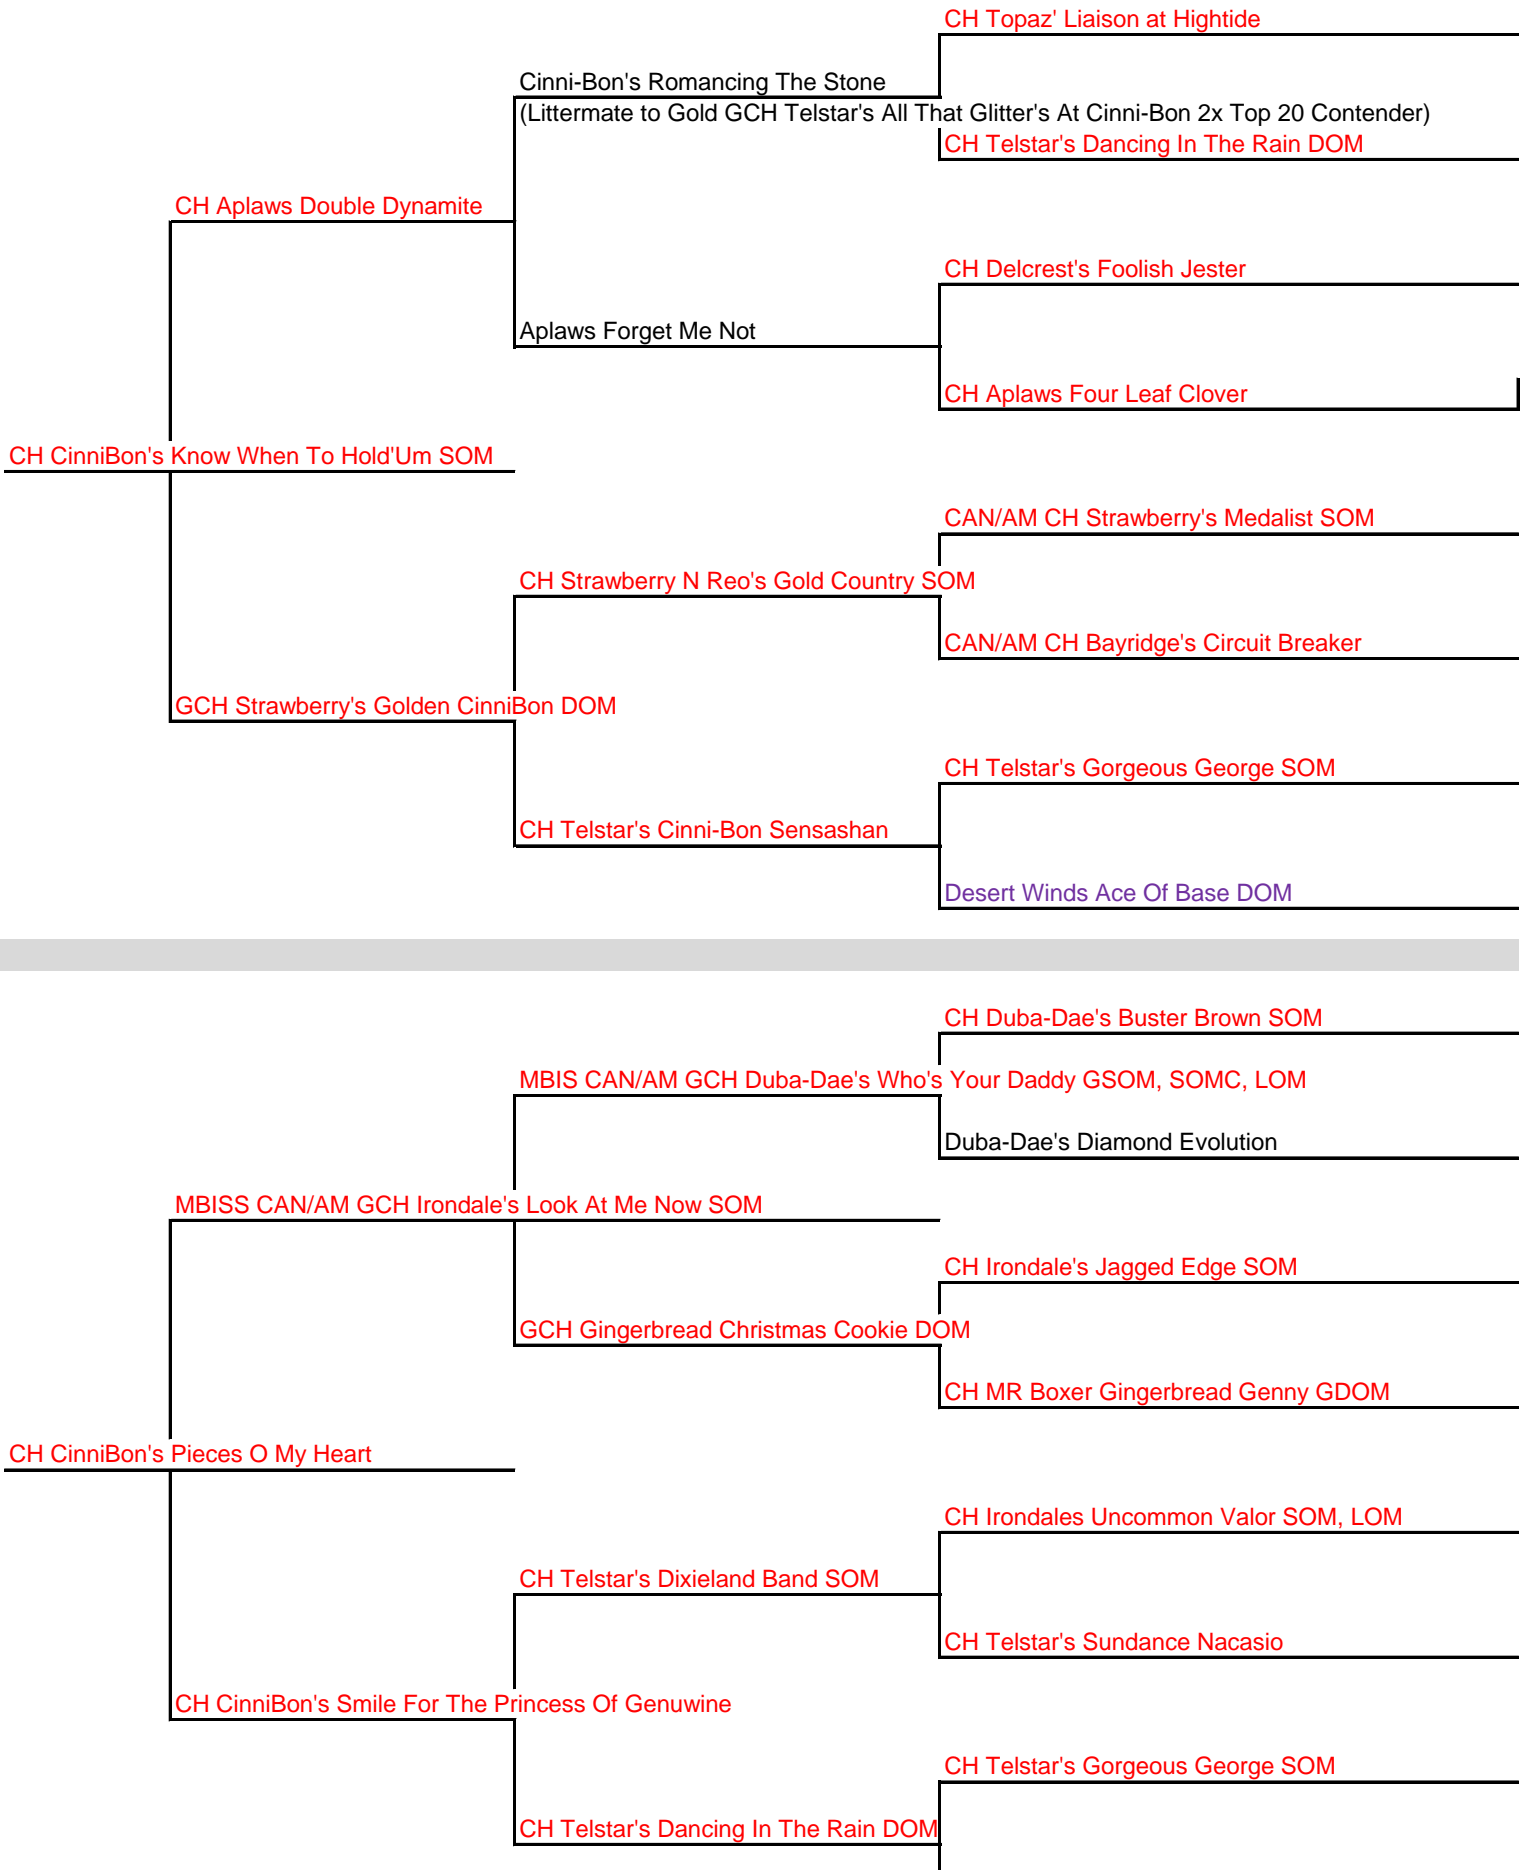 CH Topaz' Liaison at Hightide
Cinni-Bon's Romancing The Stone
(Littermate to Gold GCH Telstar's All That Glitter's At Cinni-Bon 2x Top 20 Contender)
CH Telstar's Dancing In The Rain DOM
CH Aplaws Double Dynamite
CH Delcrest's Foolish Jester
Aplaws Forget Me Not
CH Aplaws Four Leaf Clover
CH CinniBon's Know When To Hold'Um SOM
CAN/AM CH Strawberry's Medalist SOM
CH Strawberry N Reo's Gold Country SOM
CAN/AM CH Bayridge's Circuit Breaker
GCH Strawberry's Golden CinniBon DOM
CH Telstar's Gorgeous George SOM
CH Telstar's Cinni-Bon Sensashan
Desert Winds Ace Of Base DOM
CH Duba-Dae's Buster Brown SOM
MBIS CAN/AM GCH Duba-Dae's Who's Your Daddy GSOM, SOMC, LOM
Duba-Dae's Diamond Evolution
MBISS CAN/AM GCH Irondale's Look At Me Now SOM
CH Irondale's Jagged Edge SOM
GCH Gingerbread Christmas Cookie DOM
CH MR Boxer Gingerbread Genny GDOM
CH CinniBon's Pieces O My Heart
CH Irondales Uncommon Valor SOM, LOM
CH Telstar's Dixieland Band SOM
CH Telstar's Sundance Nacasio
CH CinniBon's Smile For The Princess Of Genuwine
CH Telstar's Gorgeous George SOM
CH Telstar's Dancing In The Rain DOM